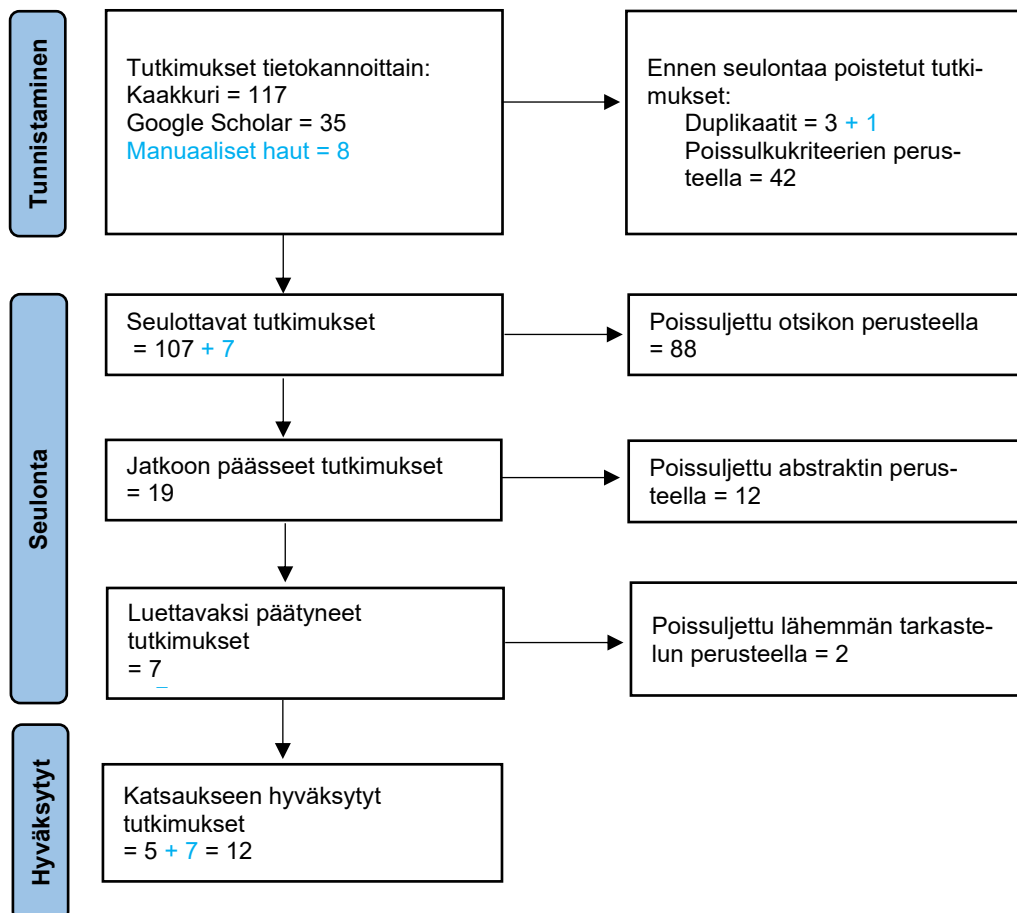 Tunnistaminen
Tutkimukset tietokannoittain:
Kaakkuri = 117
Google Scholar = 35
Manuaaliset haut = 8
Ennen seulontaa poistetut tutki-
mukset:
Duplikaatit = 3 + 1
Poissulkukriteerien perus-
teella = 42
Seulonta
Seulottavat tutkimukset
= 107 + 7
Poissuljettu otsikon perusteella
= 88
Jatkoon päässeet tutkimukset
= 19
Poissuljettu abstraktin perus-
teella = 12
Luettavaksi päätyneet
tutkimukset
= 7
Poissuljettu lähemmän tarkaste-
lun perusteella = 2
Hyväksytyt
Katsaukseen hyväksytyt
tutkimukset
= 5 + 7 = 12